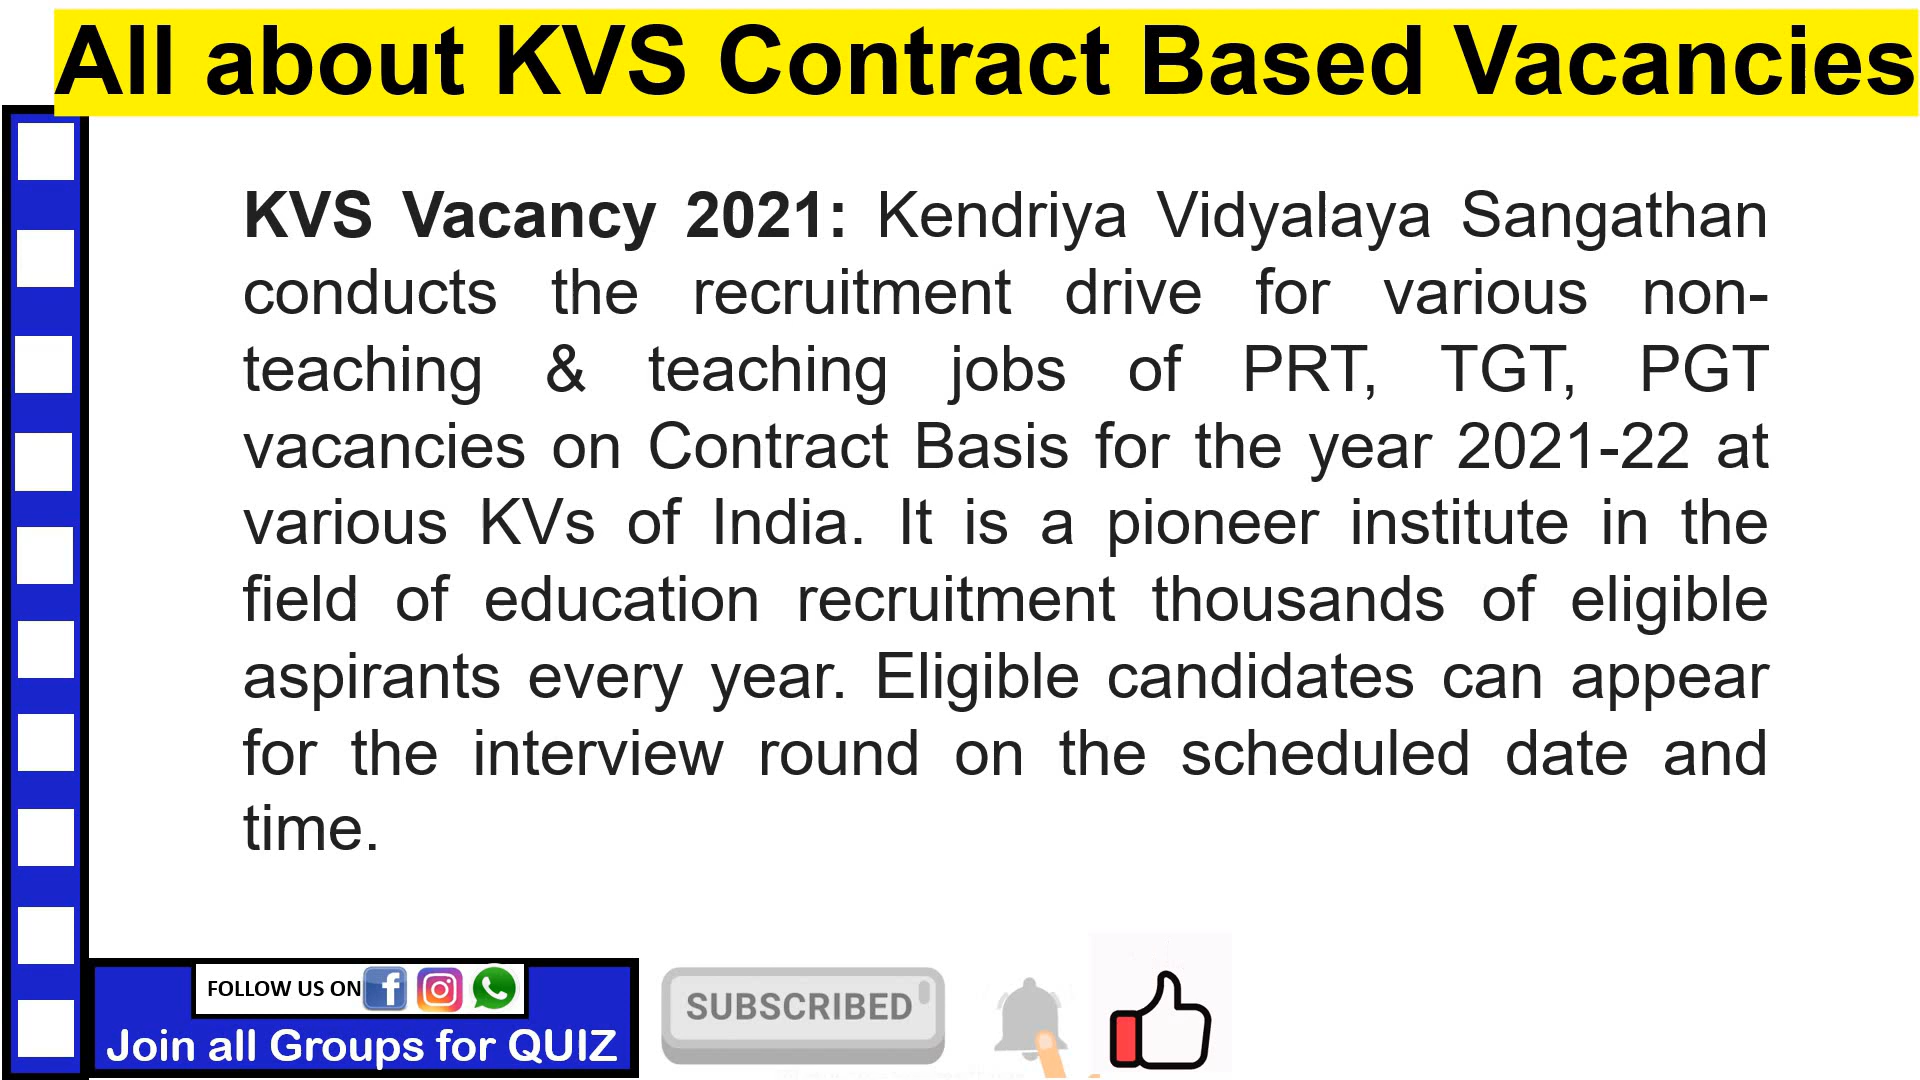 All about KVS Contract Based Vacancies
KVS Vacancy 2021: Kendriya Vidyalaya Sangathan
conducts the recruitment drive for various non-
teaching & teaching jobs of PRT, TGT, PGT
vacancies on Contract Basis for the year 2021-22 at
various KVs of India. It is a pioneer institute in the
field of education recruitment thousands of eligible
aspirants every year. Eligible candidates can appear
for the interview round on the scheduled date and
time.
FOLLOW US ON
Join all Groups for QUIZ
SUBSCRIBED